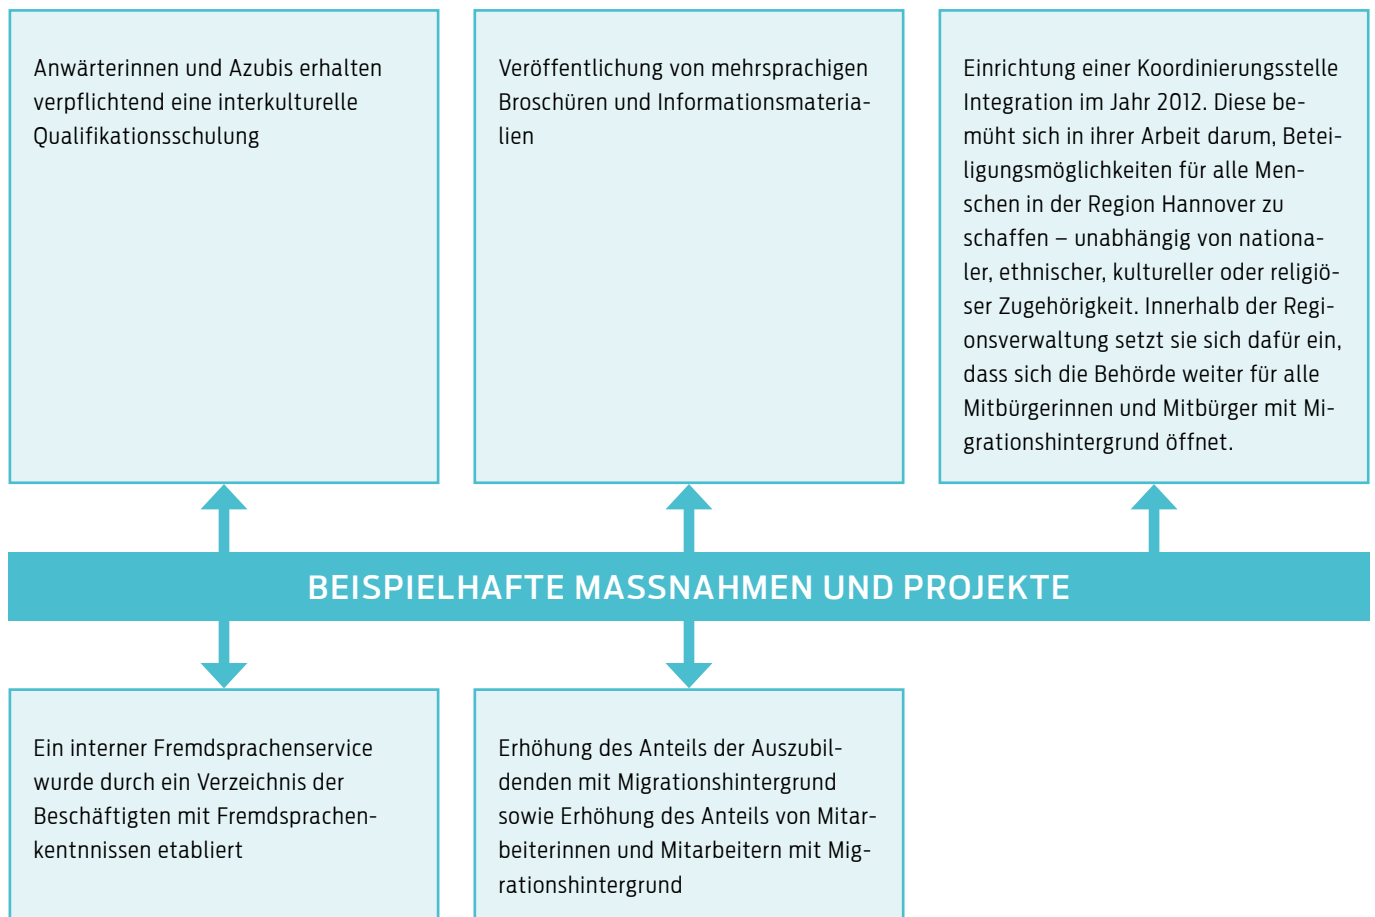 Anwärterinnen und Azubis erhalten
verpflichtend eine interkulturelle
Qualifikationsschulung
Veröffentlichung von mehrsprachigen
Broschüren und Informationsmateria-
lien
Einrichtung einer Koordinierungsstelle
Integration im Jahr 2012. Diese be-
müht sich in ihrer Arbeit darum, Betei-
ligungsmöglichkeiten für alle Men-
schen in der Region Hannover zu
schaffen – unabhängig von nationa-
ler, ethnischer, kultureller oder religiö-
ser Zugehörigkeit. Innerhalb der Regi-
onsverwaltung setzt sie sich dafür ein,
dass sich die Behörde weiter für alle
Mitbürgerinnen und Mitbürger mit Mi-
grationshintergrund öffnet.
BEISPIELHAFTE MASSNAHMEN UND PROJEKTE
Ein interner Fremdsprachenservice
wurde durch ein Verzeichnis der
Beschäftigten mit Fremdsprachen-
kentnnissen etabliert
Erhöhung des Anteils der Auszubil-
denden mit Migrationshintergrund
sowie Erhöhung des Anteils von Mitar-
beiterinnen und Mitarbeitern mit Mig-
rationshintergrund